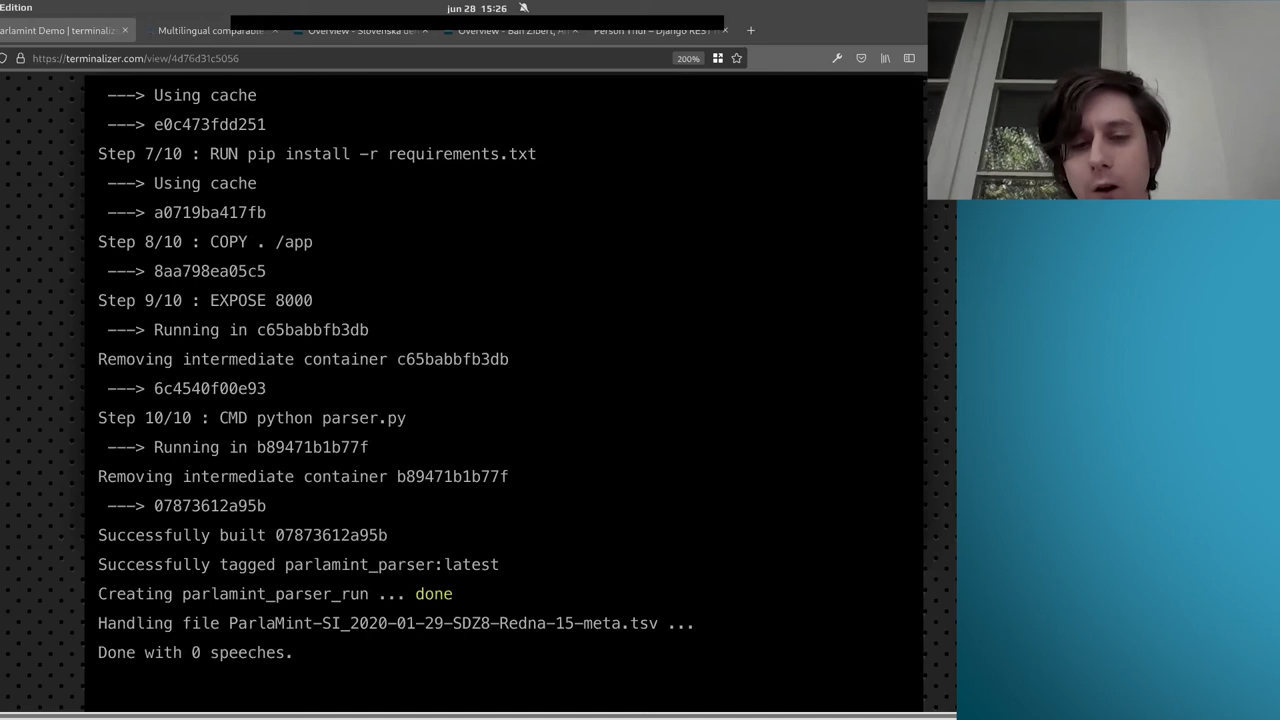 Edition
jun 28 15:26
arlamint Demo | terminaliz
Multilingual comparable
Overview - Slovenska
Overview - Ban Zibert,
Person Thur – Django REST
https://terminalizer.com/view/4d76d31c5056
200%
---> Using cache
---> e0c473fdd251
Step 7/10 : RUN pip install -r requirements.txt
---> Using cache
---> a0719ba417fb
Step 8/10 : COPY . /app
---> 8aa798ea05c5
Step 9/10 : EXPOSE 8000
---> Running in c65babbfb3db
Removing intermediate container c65babbfb3db
---> 6c4540f00e93
Step 10/10 : CMD python parser.py
---> Running in b89471b1b77f
Removing intermediate container b89471b1b77f
---> 07873612a95b
Successfully built 07873612a95b
Successfully tagged parlamint_parser:latest
Creating parlamint_parser_run ... done
Handling file ParlaMint-SI_2020-01-29-SDZ8-Redna-15-meta.tsv ...
Done with 0 speeches.